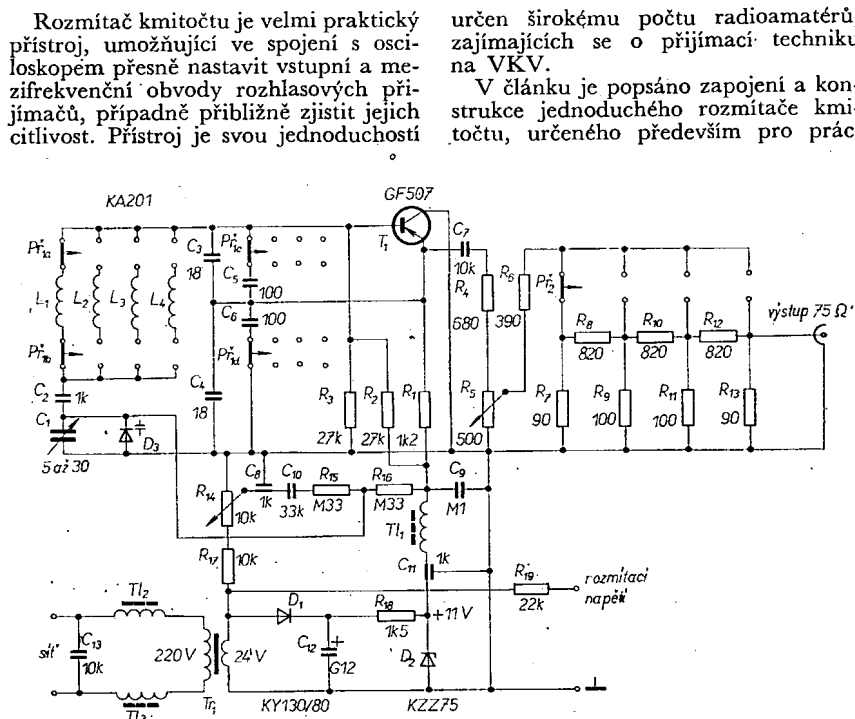 Rozmítač kmitočtu je velmi praktický
přístroj, umožňující ve spojení s osci-
loskopem přesně nastavit vstupní a me-
zifrekvenční obvody rozhlasových při-
jímačů, případně přibližně zjistit jejich
citlivost. Přístroj je svou jednoduchostí
určen širokému počtu radioamatérů
zajímajících se o přijímací techniku
na VKV.
V článku je popsáno zapojení a kon-
strukce jednoduchého rozmítače kmi-
točtu, určeného především pro prác
KA201
GF507
T1
Př1a
Př1c
C3
18
C5
100
C7
10k
R4
680
R6
390
Př2
L1
L2
L3
L4
C6
100
R8
820
R10
820
R12
820
výstup 75 Ω
Př1b
Př1d
C2
1k
C4
18
R3
27k
R2
27k
R1
1k2
R5
500
R7
90
R9
100
R11
100
R13
90
C1
5 až 30
D3
R14
10k
C8
1k
C10
33k
R15
M33
R16
M33
C9
M1
Tl1
R17
10k
C11
1k
R19
22k
rozmítací
napětí
Tl2
D1
R18
1k5
+11V
síť
C13
10k
220V
24V
C12
G12
D2
Tr1
KY130/80
KZZ75